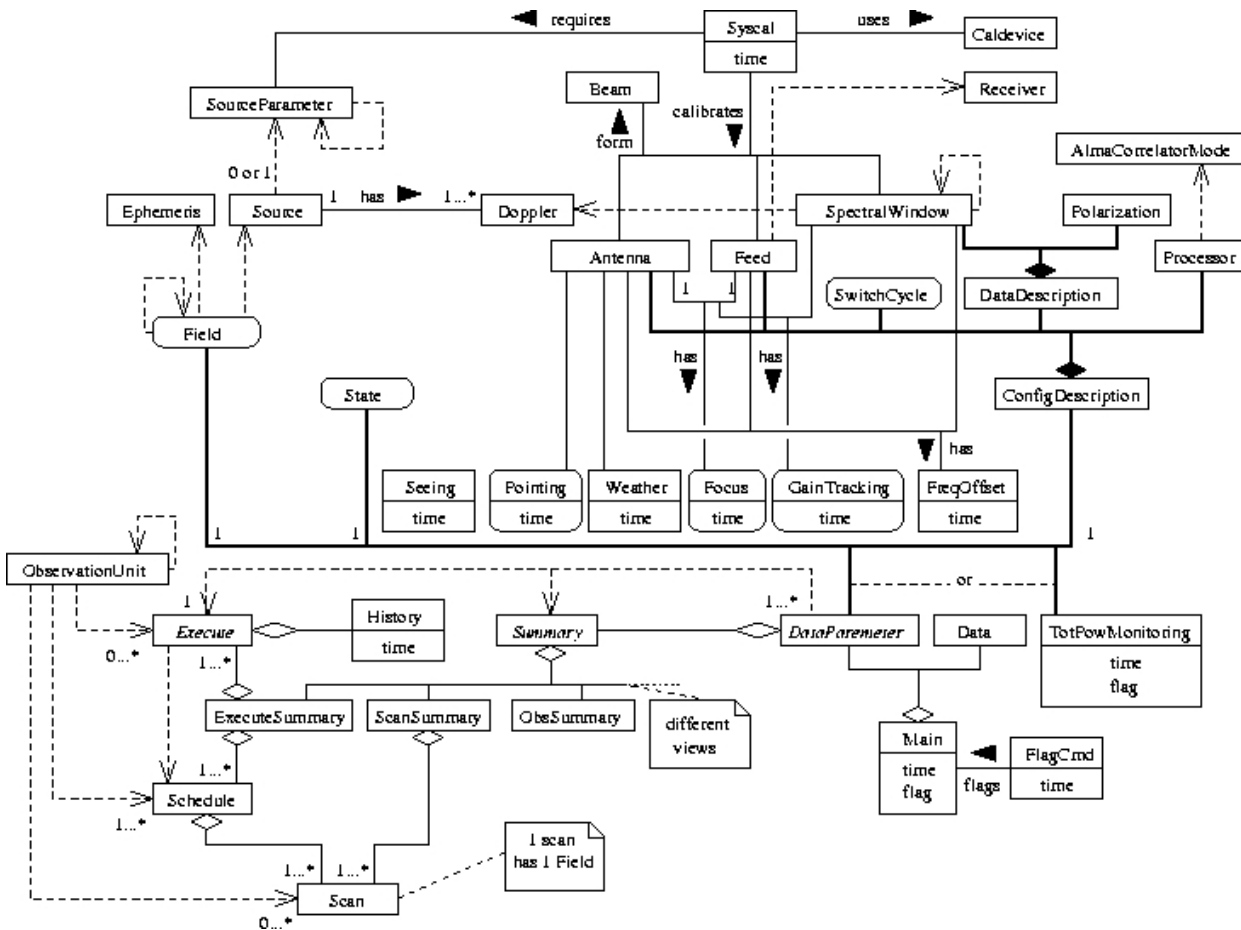 requires
Syscal
time
uses
Caldevice
Beam
Receiver
SourceParameter
form
calibrates
AlmaCorrelatorMode
0 or 1
Ephemeris
Source
1
has
1...*
Doppler
SpectralWindow
Polarization
Antenna
Feed
Processor
1
1
SwitchCycle
DataDescription
Field
has
has
State
ConfigDescription
has
Seeing
time
Pointing
time
Weather
time
Focus
time
GainTracking
time
FreqOffset
time
1
1
1
ObservationUnit
or
1
1...*
Execute
History
time
Summary
DataParemeter
Data
TotPowMonitoring
time
flag
0...*
1...*
ExecuteSummary
ScanSummary
ObsSummary
different
views
Main
time
flag
flags
FlagCmd
time
1...*
Schedule
1...*
1 scan
has 1 Field
1...*
1...*
Scan
0...*